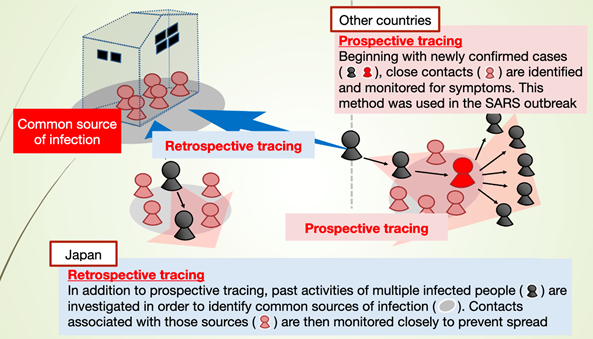 Other countries
Prospective tracing
Beginning with newly confirmed cases
( ), close contacts ( ) are identified
and monitored for symptoms. This
method was used in the SARS outbreak
Common source
of infection
Retrospective tracing
Prospective tracing
Japan
Retrospective tracing
In addition to prospective tracing, past activities of multiple infected people ( ) are
investigated in order to identify common sources of infection ( ). Contacts
associated with those sources ( ) are then monitored closely to prevent spread